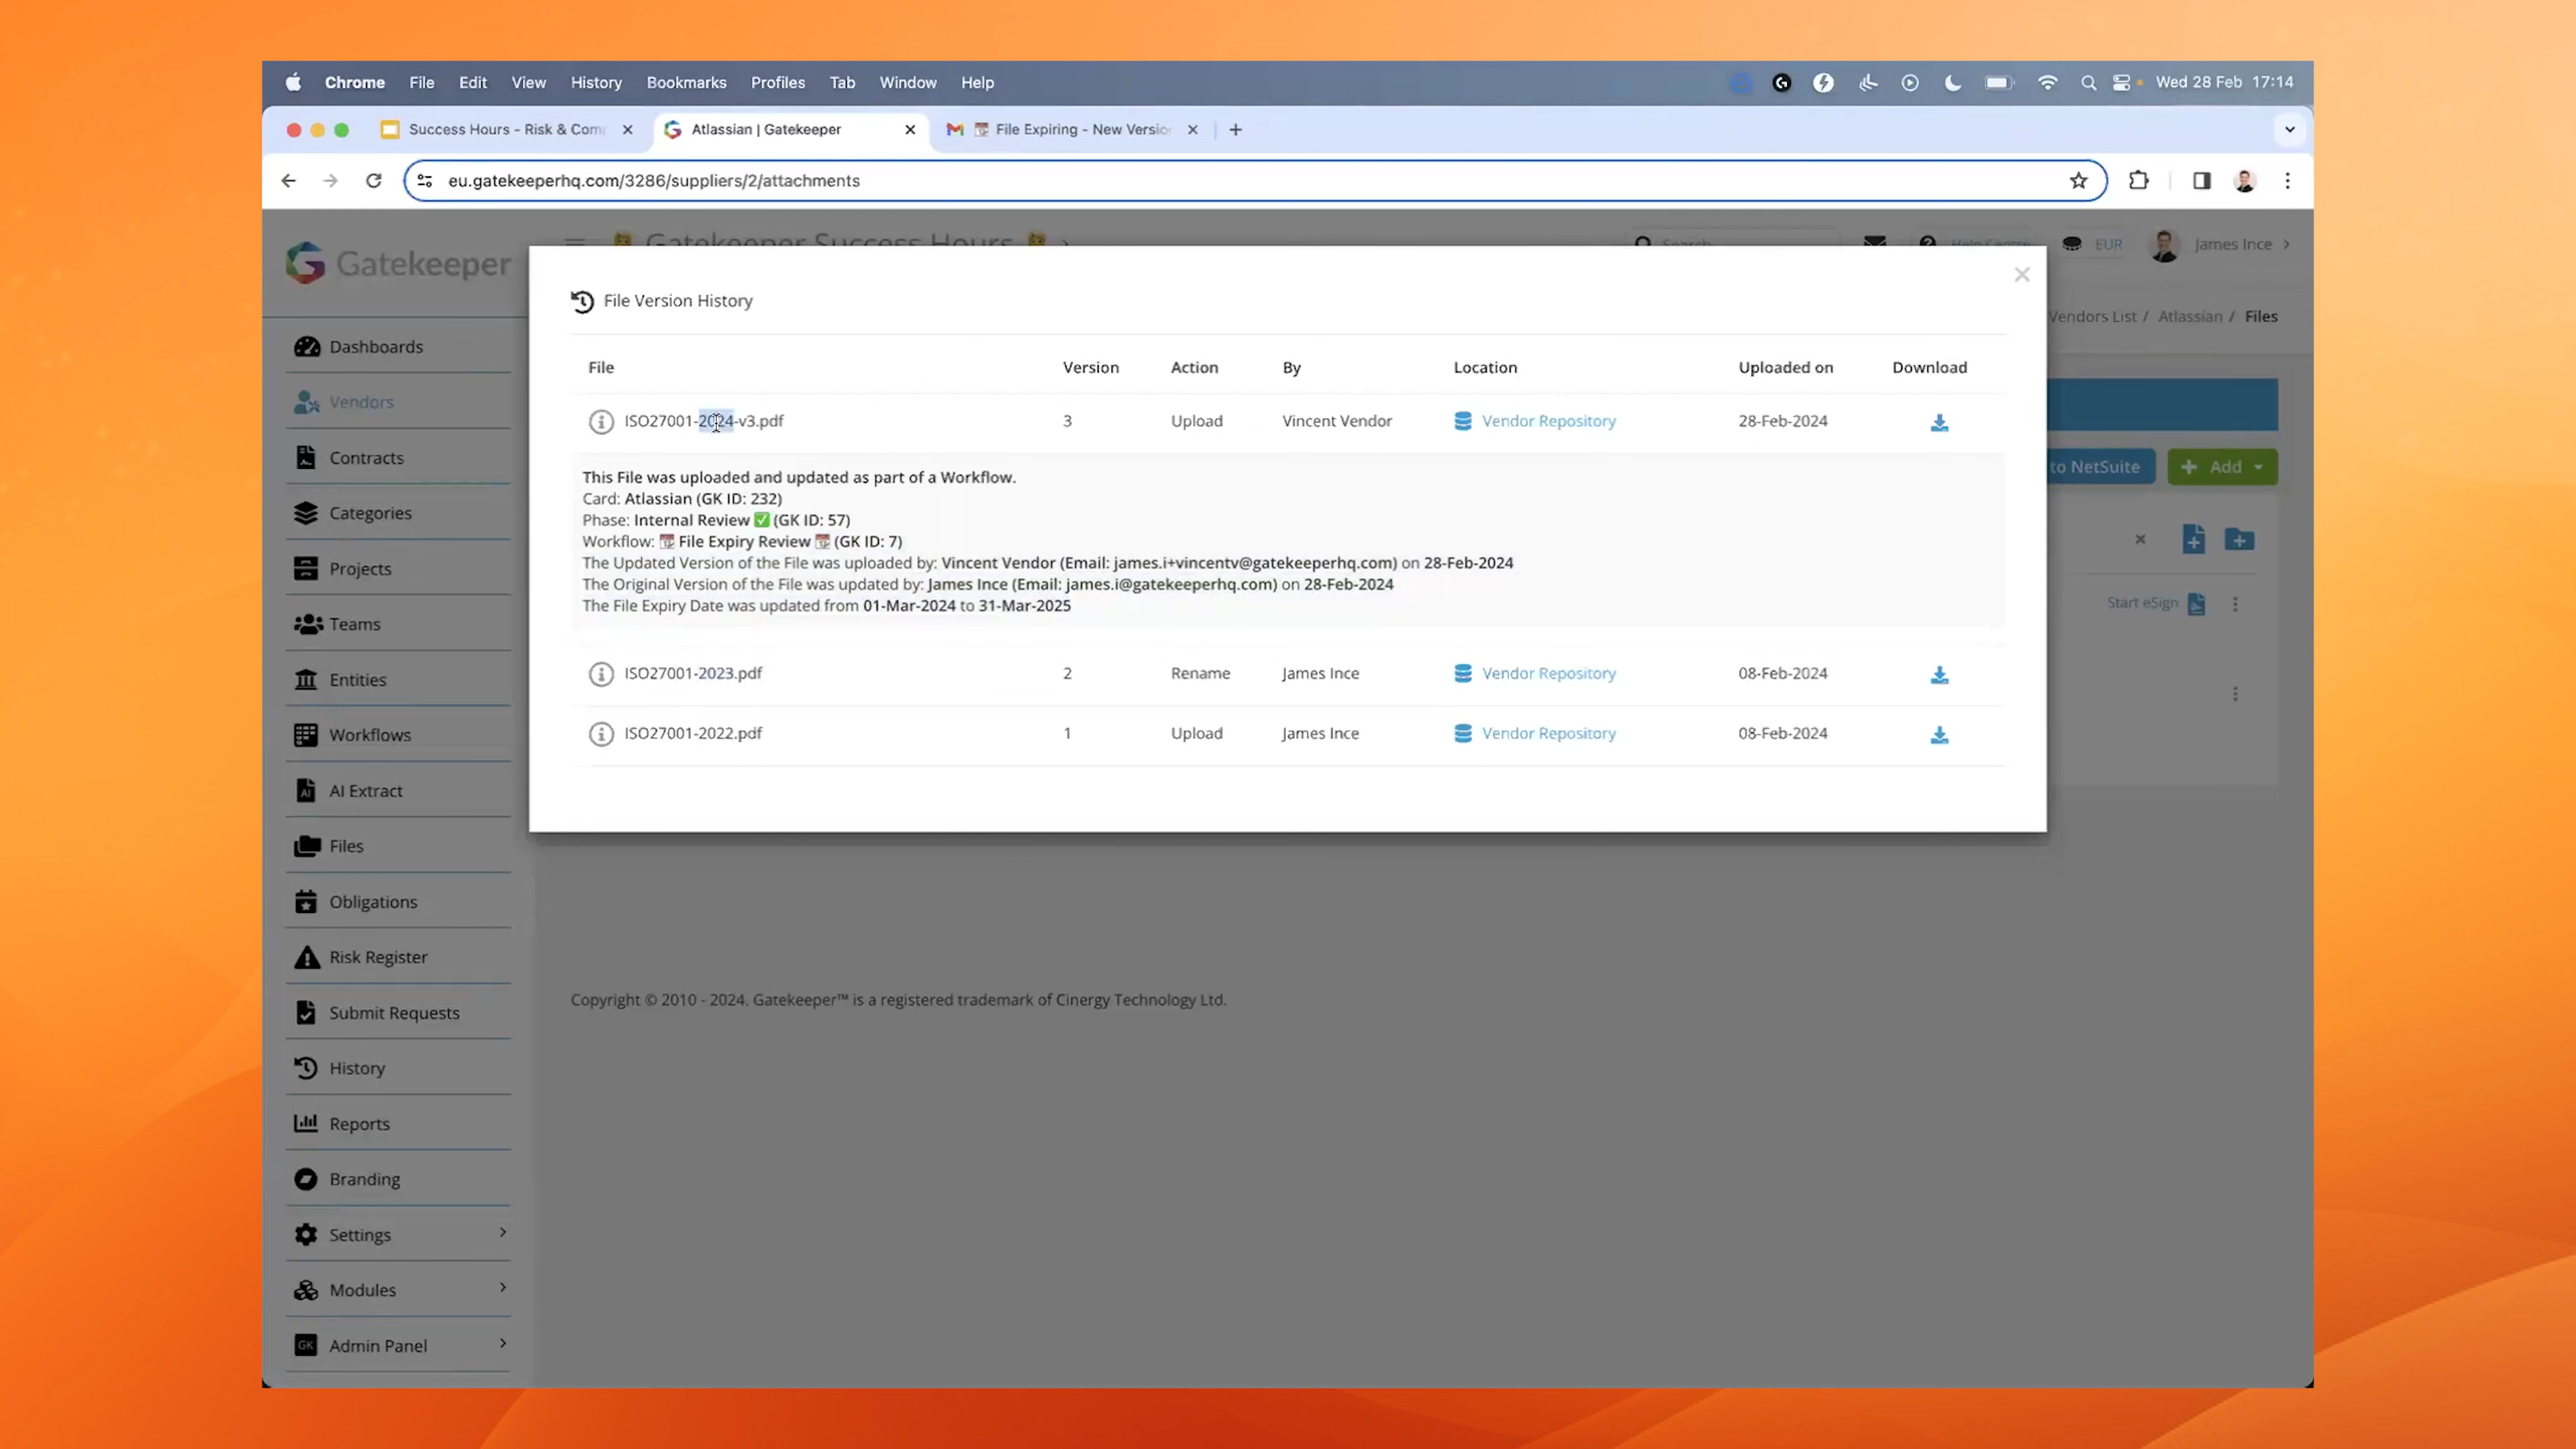 Chrome File Edit View History Bookmarks Profiles Tab Window Help Wed 28 Feb 17:14
Success Hours - Risk & Com
Atlassian | Gatekeeper
File Expiring - New Versio
eu.gatekeeperhq.com/3286/suppliers/2/attachments
Gatekeeper
Gatekeeper Success Hours
Search
Help Centre
EUR
James Ince
Vendors List / Atlassian / Files
Dashboards
Vendors
Contracts
Categories
Projects
Teams
Entities
Workflows
AI Extract
Files
Obligations
Risk Register
Submit Requests
History
Reports
Branding
Settings
Modules
GK Admin Panel
to NetSuite
Add
Start eSign
File Version History
File Version Action By Location Uploaded on Download
ISO27001-2024-v3.pdf 3 Upload Vincent Vendor Vendor Repository 28-Feb-2024
This File was uploaded and updated as part of a Workflow.
Card: Atlassian (GK ID: 232)
Phase: Internal Review ✅ (GK ID: 57)
Workflow: 📆 File Expiry Review 📆 (GK ID: 7)
The Updated Version of the File was uploaded by: Vincent Vendor (Email: james.i+vincentv@gatekeeperhq.com) on 28-Feb-2024
The Original Version of the File was updated by: James Ince (Email: james.i@gatekeeperhq.com) on 28-Feb-2024
The File Expiry Date was updated from 01-Mar-2024 to 31-Mar-2025
ISO27001-2023.pdf 2 Rename James Ince Vendor Repository 08-Feb-2024
ISO27001-2022.pdf 1 Upload James Ince Vendor Repository 08-Feb-2024
Copyright © 2010 - 2024. Gatekeeper™ is a registered trademark of Cinergy Technology Ltd.